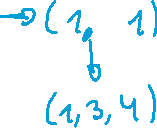 → (1, 1)
(1, 3, 4)